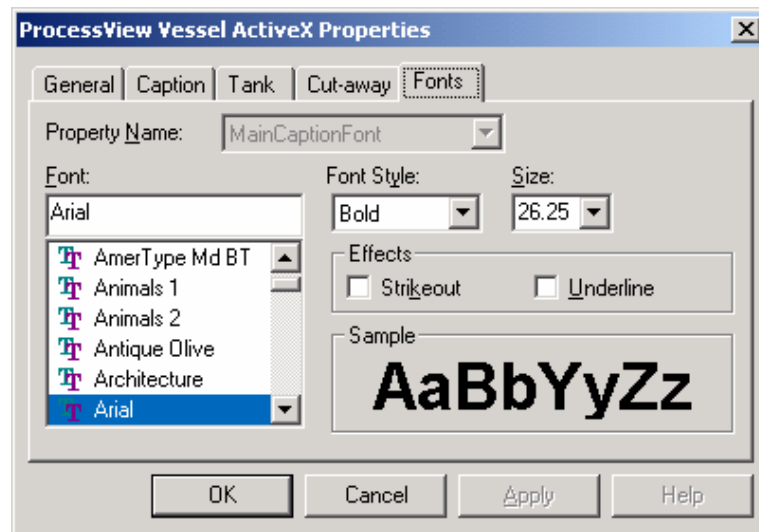 ProcessView Vessel ActiveX Properties
General Caption Tank Cut-away Fonts
Property Name: MainCaptionFont
Font: Font Style: Size:
Arial Bold 26.25
AmerType Md BT
Animals 1
Animals 2
Antique Olive
Architecture
Arial
Effects
Strikeout Underline
Sample
AaBbYyZz
OK Cancel Apply Help